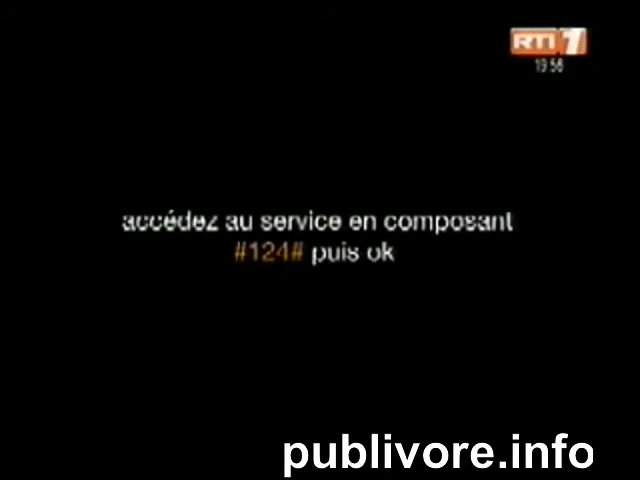 RTI 1
19:58
accédez au service en composant
#124# puis ok
publivore.info